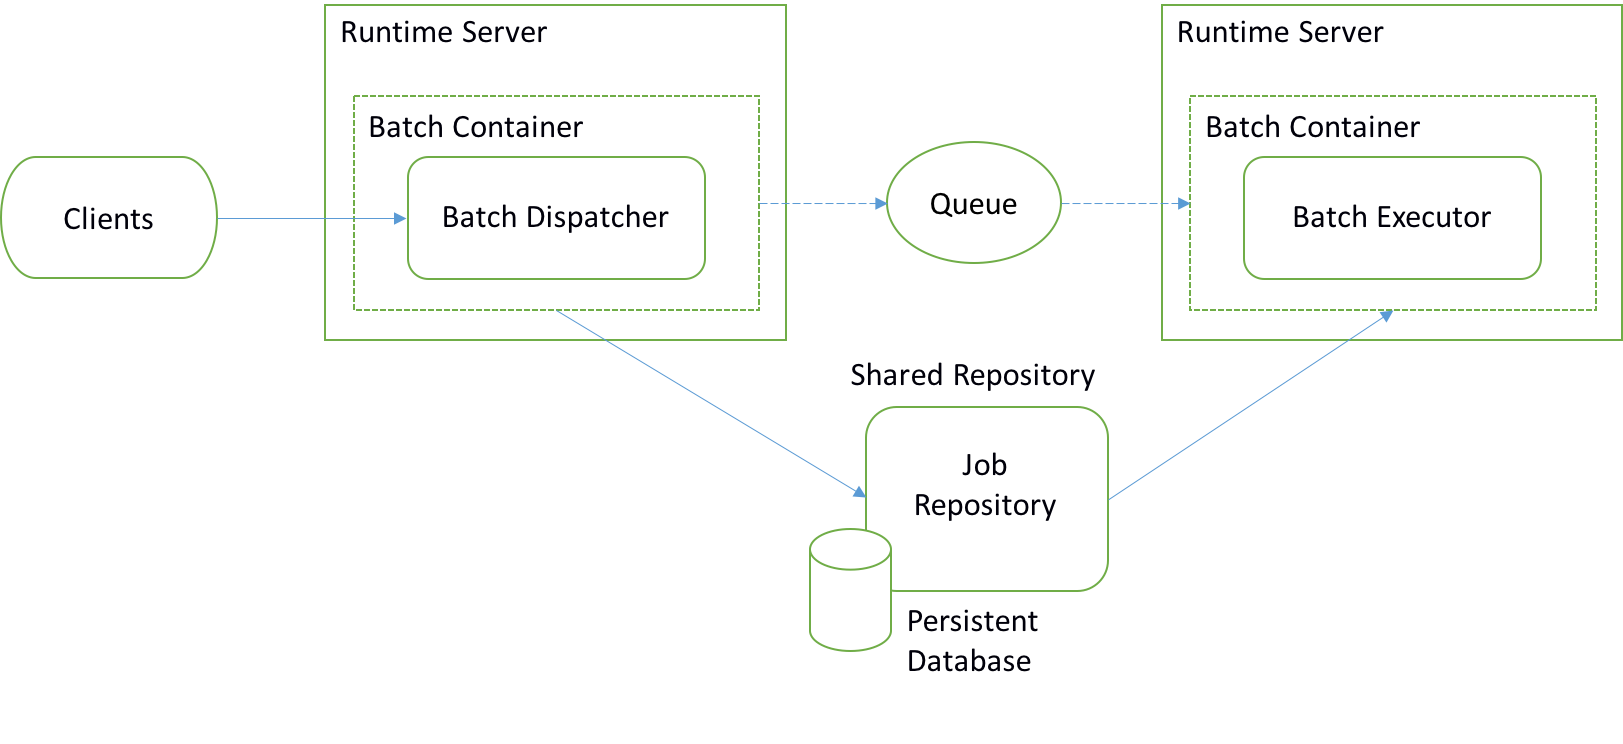 Runtime Server
Runtime Server
Batch Container
Batch Container
Clients
Batch Dispatcher
Queue
Batch Executor
Shared Repository
Job
Repository
Persistent
Database